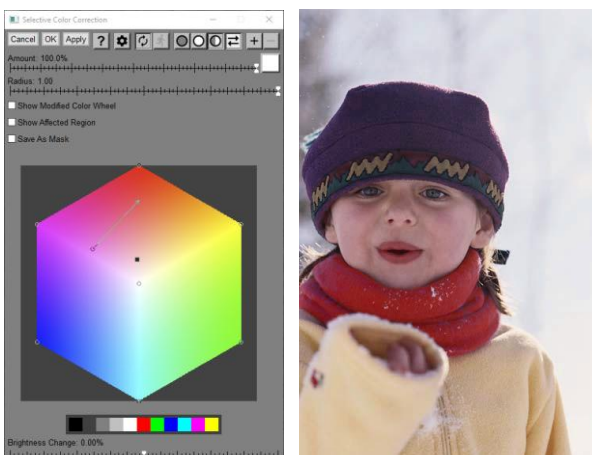 Selective Color Correction
Cancel OK Apply ?
Amount: 100.0%
Radius: 1.00
Show Modified Color Wheel
Show Affected Region
Save As Mask
Brightness Change: 0.00%